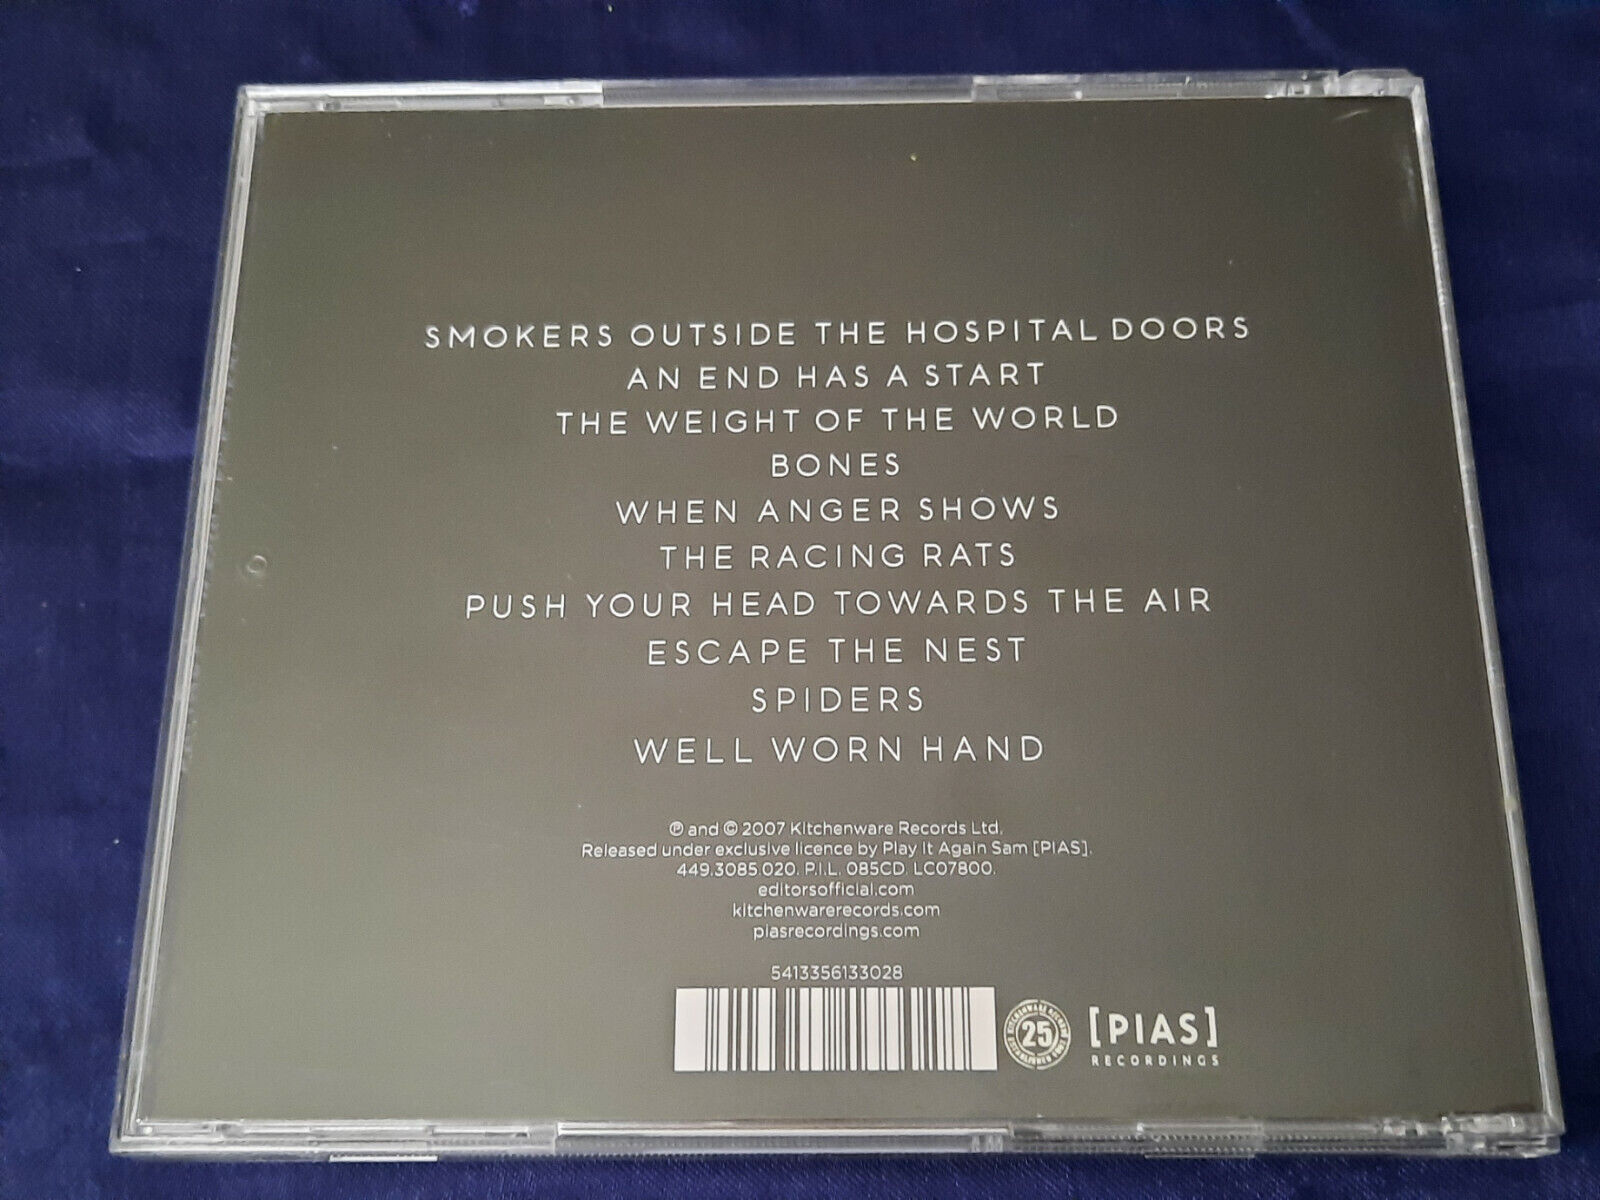 SMOKERS OUTSIDE THE HOSPITAL DOORS
AN END HAS A START
THE WEIGHT OF THE WORLD
BONES
WHEN ANGER SHOWS
THE RACING RATS
PUSH YOUR HEAD TOWARDS THE AIR
ESCAPE THE NEST
SPIDERS
WELL WORN HAND
℗ and © 2007 Kitchenware Records Ltd.
Released under exclusive licence by Play It Again Sam [PIAS].
449.3085.020. P.I.L. 085CD. LC07800.
editorsofficial.com
kitchenwarerecords.com
piasrecordings.com
5413356133028
25
[PIAS]
RECORDINGS